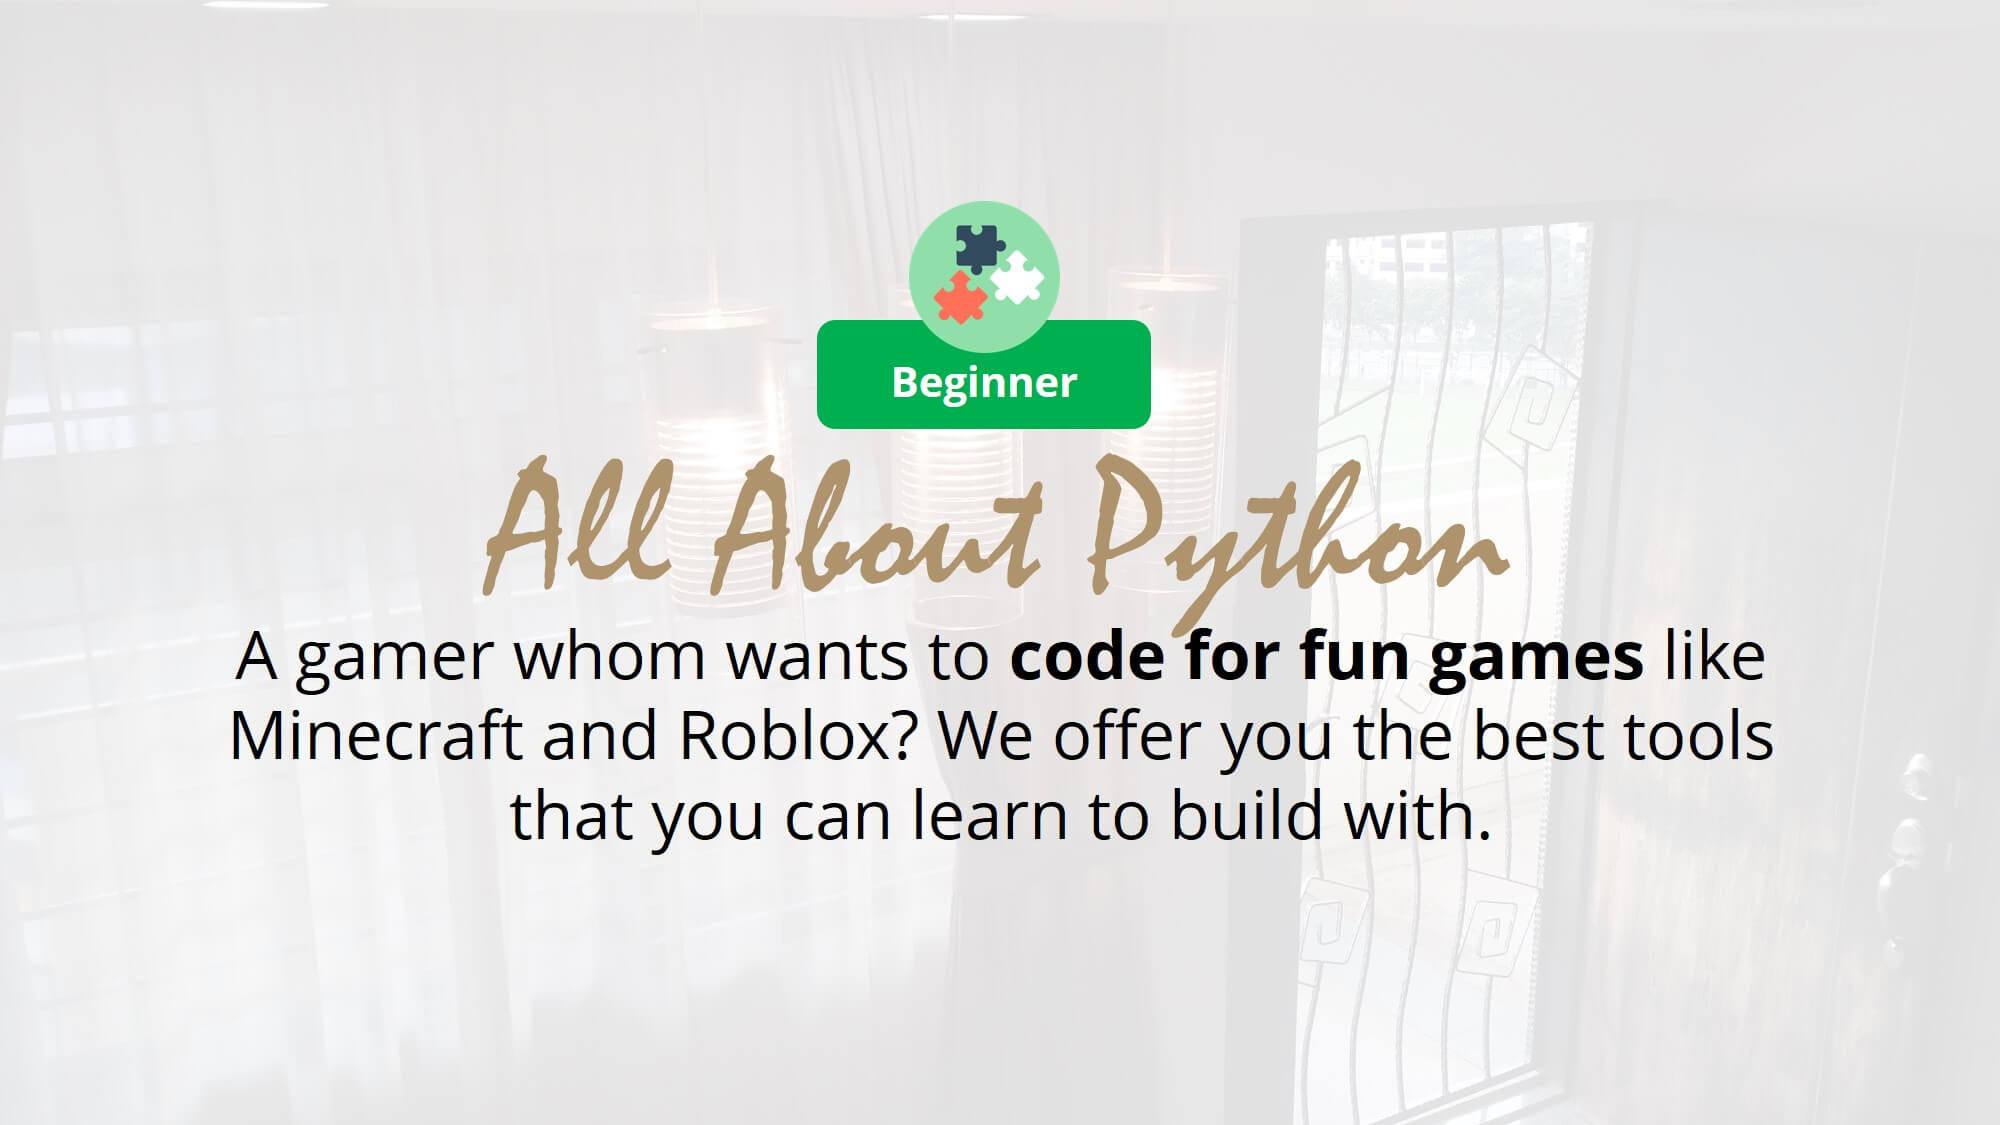 Beginner
All About Python
A gamer whom wants to code for fun games like
Minecraft and Roblox? We offer you the best tools
that you can learn to build with.